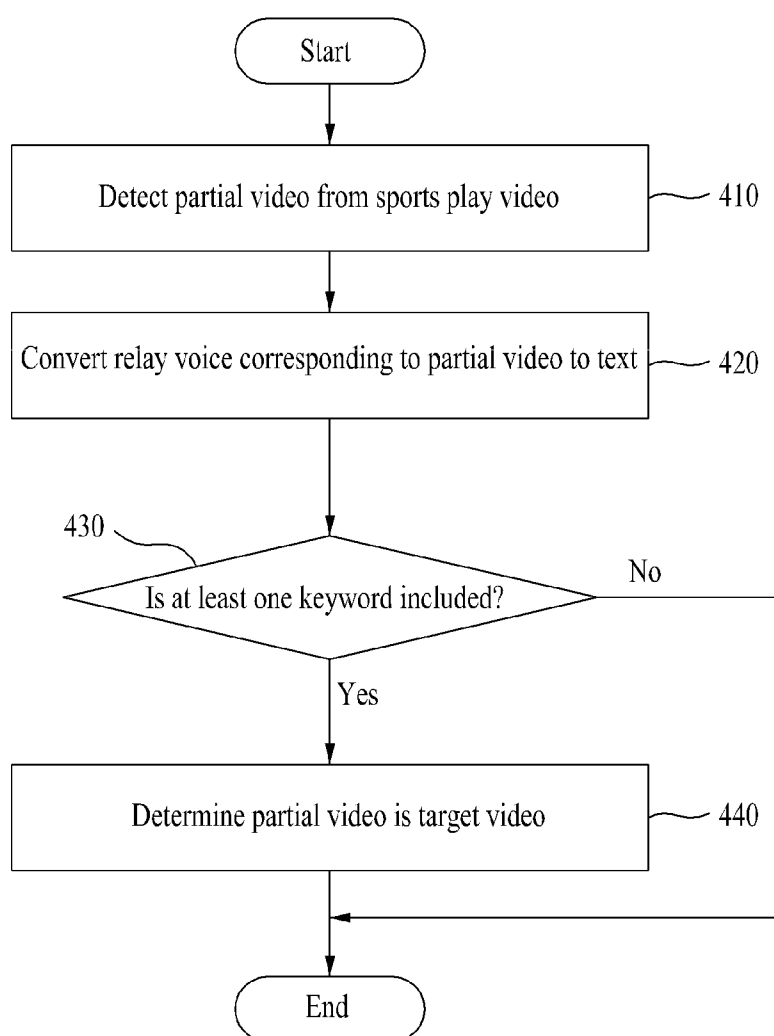 Start
Detect partial video from sports play video
410
Convert relay voice corresponding to partial video to text
420
430
Is at least one keyword included?
No
Yes
Determine partial video is target video
440
End